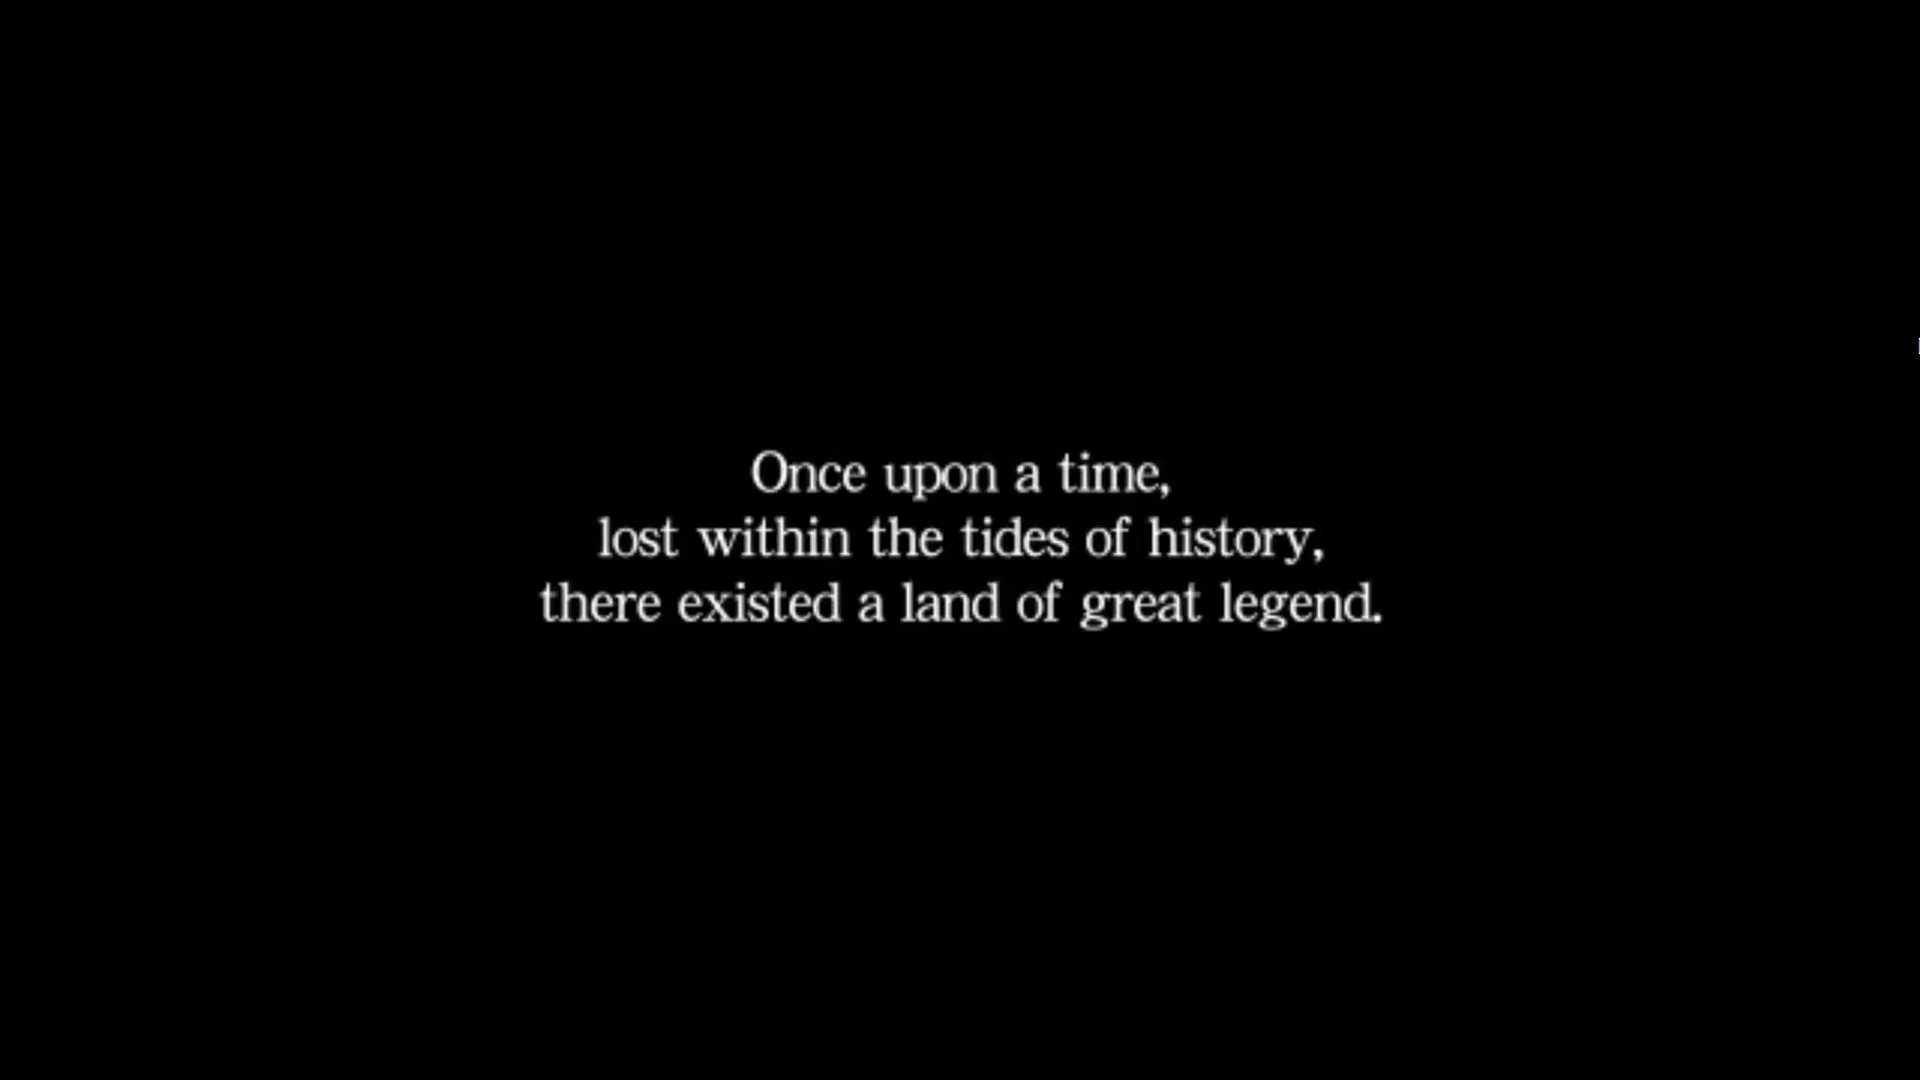 Once upon a time,
lost within the tides of history,
there existed a land of great legend.